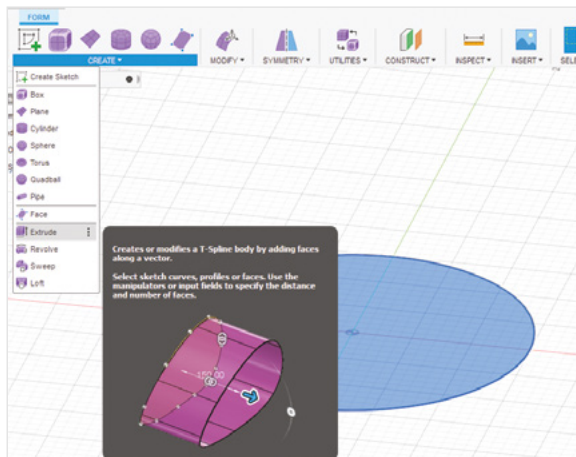 FORM
CREATE ▾
MODIFY ▾
SYMMETRY ▾
UTILITIES ▾
CONSTRUCT ▾
INSPECT ▾
INSERT ▾
Create Sketch
Box
Plane
Cylinder
Sphere
Torus
Quadball
Pipe
Face
Extrude
Revolve
Sweep
Loft
Creates or modifies a T-Spline body by adding faces
along a vector.
Select sketch curves, profiles or faces. Use the
manipulators or input fields to specify the distance
and number of faces.
150.00